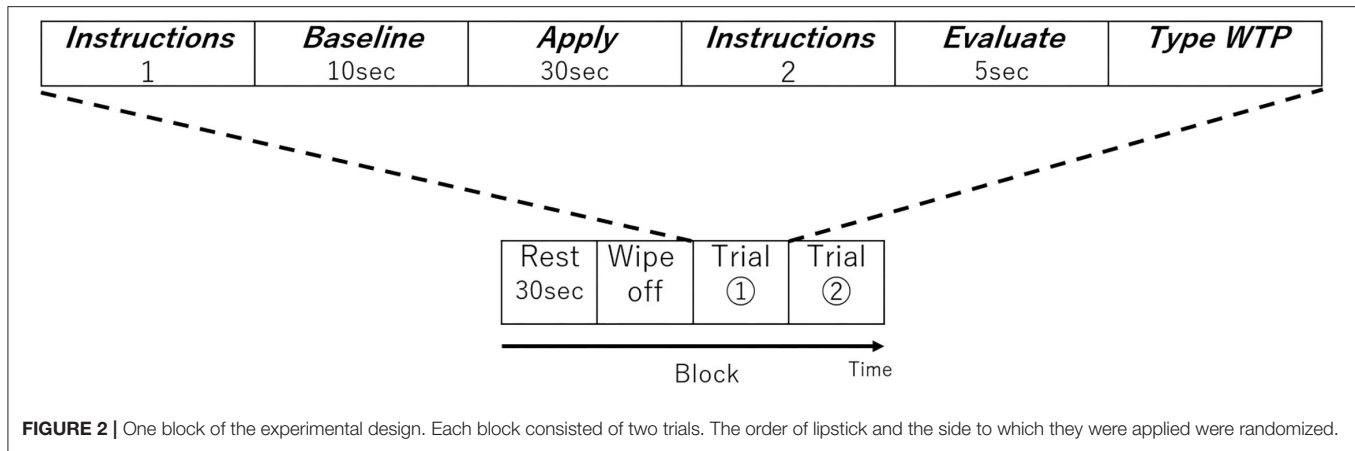 Instructions Baseline Apply Instructions Evaluate Type WTP
1 10sec 30sec 2 5sec
Rest Wipe Trial Trial
30sec off ① ②
Block Time
FIGURE 2 | One block of the experimental design. Each block consisted of two trials. The order of lipstick and the side to which they were applied were randomized.